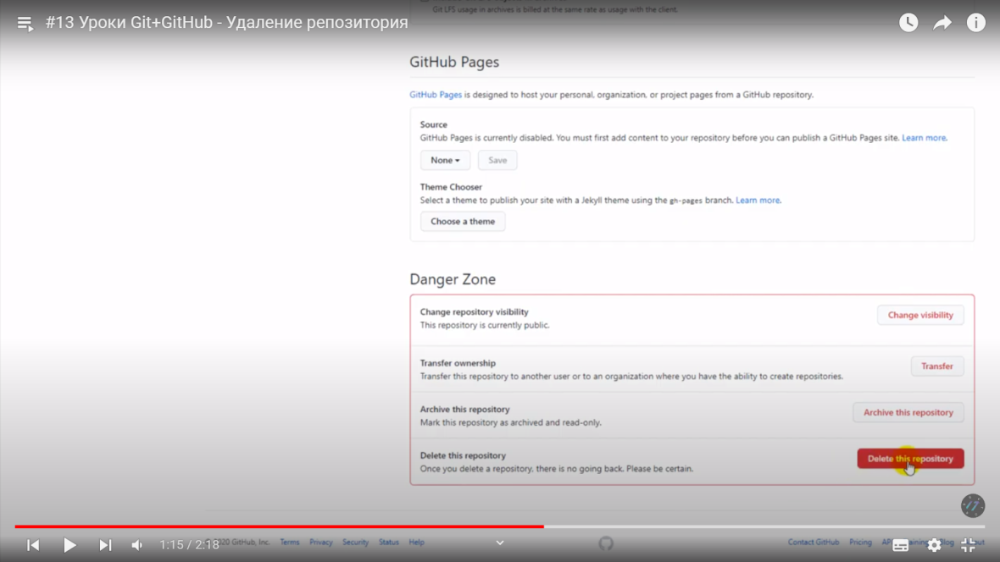 Git LFS usage in archives is billed at the same rate as usage with the client.
#13 Уроки Git+GitHub - Удаление репозитория
GitHub Pages
GitHub Pages is designed to host your personal, organization, or project pages from a GitHub repository.
Source
GitHub Pages is currently disabled. You must first add content to your repository before you can publish a GitHub Pages site. Learn more.
None
Save
Theme Chooser
Select a theme to publish your site with a Jekyll theme using the gh-pages branch. Learn more.
Choose a theme
Danger Zone
Change repository visibility
This repository is currently public.
Change visibility
Transfer ownership
Transfer this repository to another user or to an organization where you have the ability to create repositories.
Transfer
Archive this repository
Mark this repository as archived and read-only.
Archive this repository
Delete this repository
Once you delete a repository, there is no going back. Please be certain.
Delete this repository
1:15 / 2:18
GitHub, Inc. Terms Privacy Security Status Help
Contact GitHub Pricing Blog